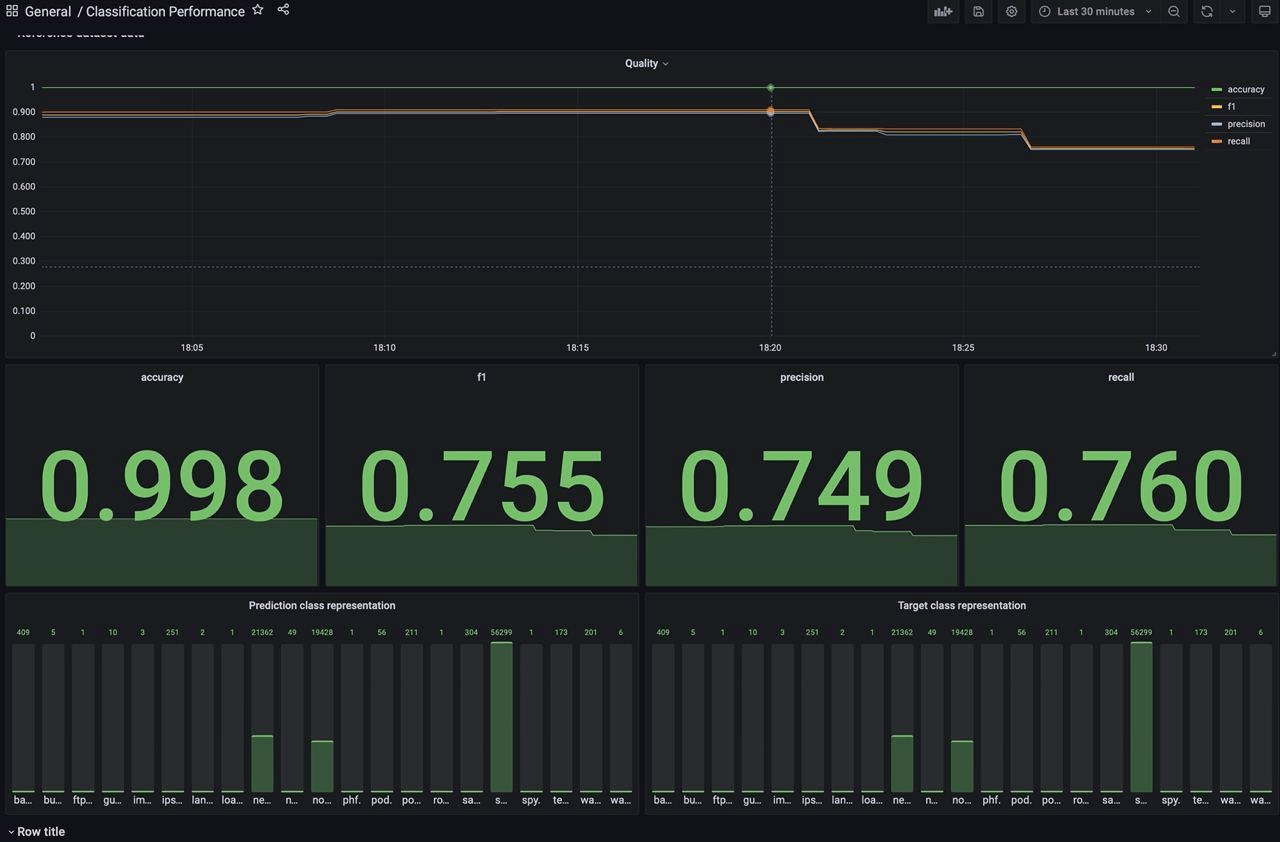 General / Classification Performance
Last 30 minutes
Reference dataset data
Quality
1
0.900
0.800
0.700
0.600
0.500
0.400
0.300
0.200
0.100
0
18:05 18:10 18:15 18:20 18:25 18:30
accuracy
f1
precision
recall
accuracy f1 precision recall
0.998 0.755 0.749 0.760
Prediction class representation
409 5 1 10 3 251 2 1 21362 49 19428 1 56 211 1 304 56299 1 173 201 6
ba... bu... ftp... gu... im... ips... lan... loa... ne... n... no... phf. pod. po... ro... sa... s... spy. te... wa... wa...
Target class representation
409 5 1 10 3 251 2 1 21362 49 19428 1 56 211 1 304 56299 1 173 201 6
ba... bu... ftp... gu... im... ips... lan... loa... ne... n... no... phf. pod. po... ro... sa... s... spy. te... wa... wa...
Row title